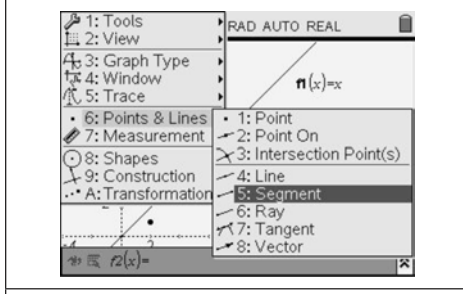 1: Tools
2: View
3: Graph Type
4: Window
5: Trace
6: Points & Lines
7: Measurement
8: Shapes
9: Construction
A: Transformation
RAD AUTO REAL
f1(x)=x
1: Point
2: Point On
3: Intersection Point(s)
4: Line
5: Segment
6: Ray
7: Tangent
8: Vector
2
f2(x)=